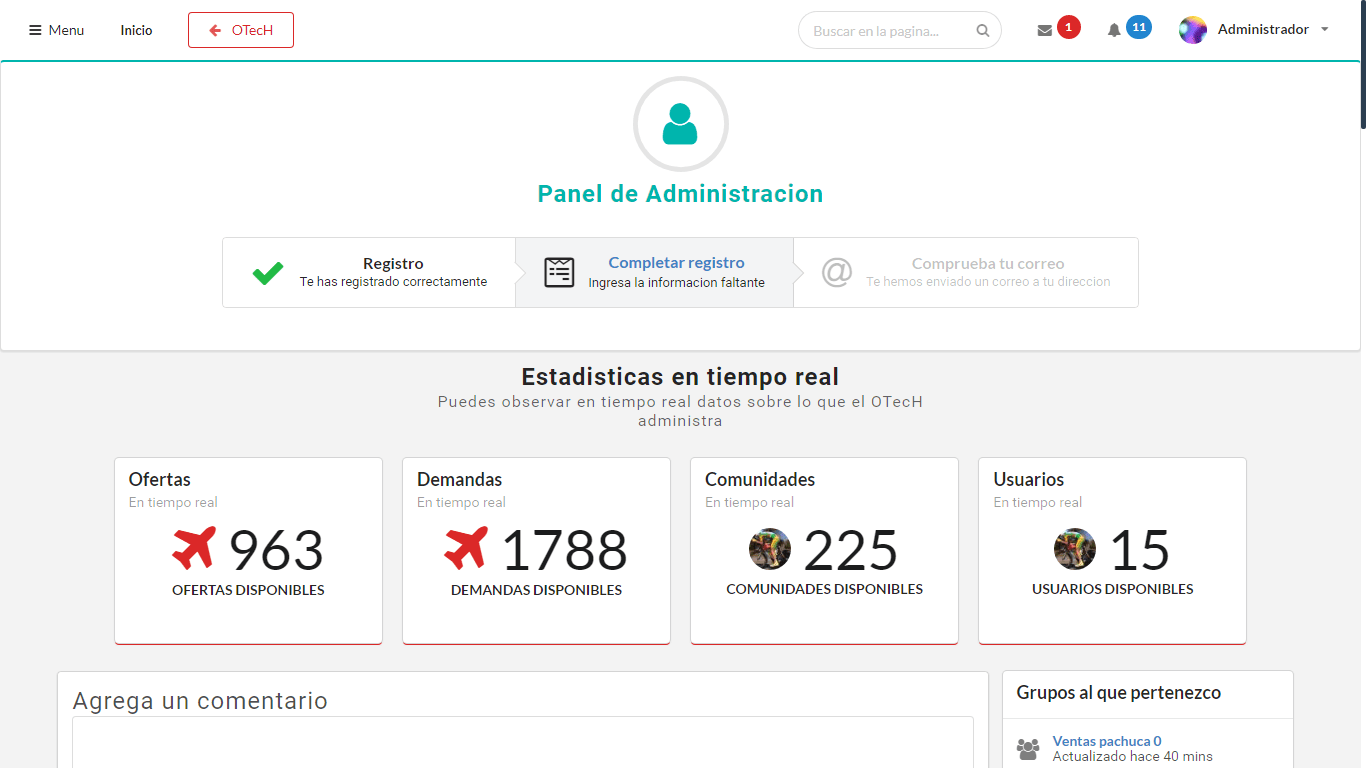 Menu
Inicio
OTecH
Buscar en la pagina...
1
11
Administrador
Panel de Administracion
Registro
Te has registrado correctamente
Completar registro
Ingresa la informacion faltante
@
Comprueba tu correo
Te hemos enviado un correo a tu direccion
Estadisticas en tiempo real
Puedes observar en tiempo real datos sobre lo que el OTecH
administra
Ofertas
En tiempo real
963
OFERTAS DISPONIBLES
Demandas
En tiempo real
1788
DEMANDAS DISPONIBLES
Comunidades
En tiempo real
225
COMUNIDADES DISPONIBLES
Usuarios
En tiempo real
15
USUARIOS DISPONIBLES
Agrega un comentario
Grupos al que pertenezco
Ventas pachuca 0
Actualizado hace 40 mins